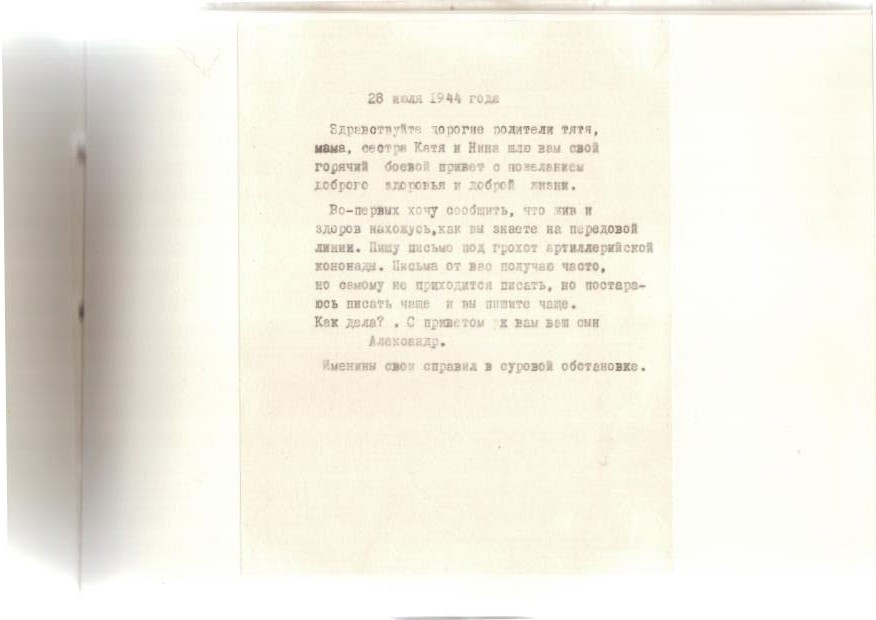 28 июля 1944 года
Здравствуйте дорогие родители тятя,
мама, сестра Катя и Нина шлю вам свой
горячий боевой привет с пожеланием
доброго здоровья и доброй жизни.
Во-первых хочу сообщить, что жив и
здоров нахожусь,как вы знаете на передовой
линии. Пишу письмо под грохот артиллерийской
кононады. Письма от вас получаю часто,
но самому не приходится писать, но постара-
юсь писать чаще и вы пишите чаще.
Как дела? . С приветом к вам ваш сын
Александр.
Именины свои справил в суровой обстановке.